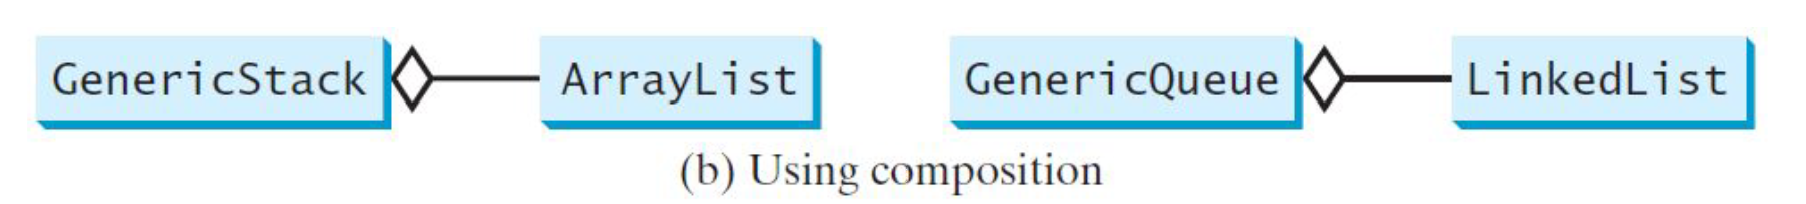 GenericStack ArrayList GenericQueue LinkedList
(b) Using composition